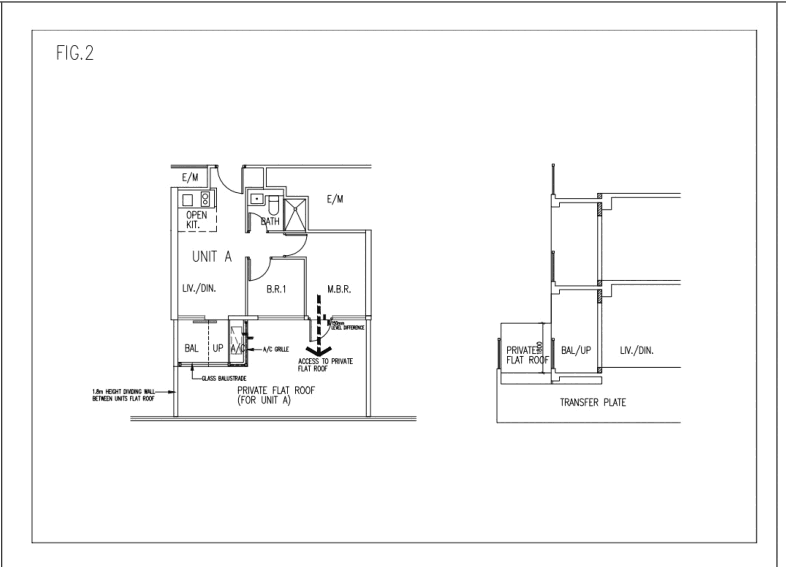 FIG.2
E/M
OPEN
KIT.
BATH
E/M
UNIT A
LIV./DIN.
B.R.1
M.B.R.
150mm
LEVEL DIFFERENCE
BAL
UP
A/C
A/C GRILLE
ACCESS TO PRIVATE
FLAT ROOF
GLASS BALUSTRADE
1.8m HEIGHT DIVIDING WALL
BETWEEN UNITS FLAT ROOF
PRIVATE FLAT ROOF
(FOR UNIT A)
PRIVATE
FLAT ROOF
1800
BAL/UP
LIV./DIN.
TRANSFER PLATE